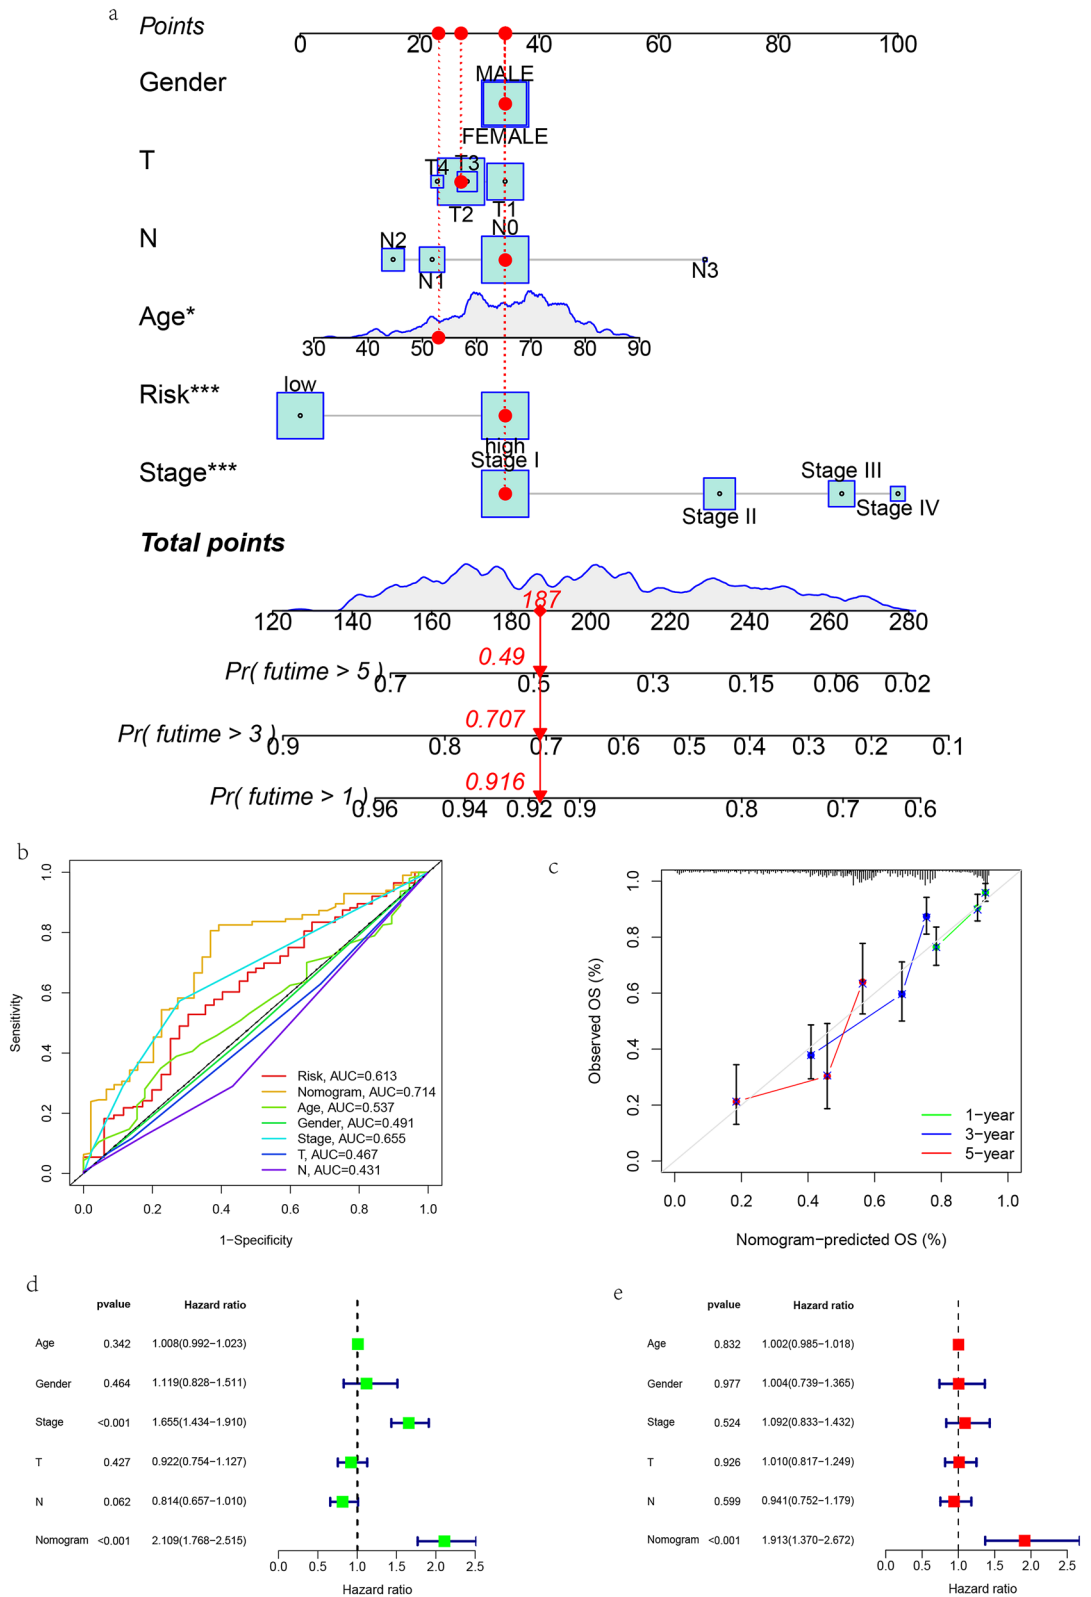 a
Points
0 20 40 60 80 100
Gender
MALE
FEMALE
T
T4 T3
T2 T1
N
N2 N0
N1 N3
Age*
30 40 50 60 70 80 90
Risk***
low
high
Stage***
Stage I
Stage III
Stage II
Stage IV
Total points
187
120 140 160 180 200 220 240 260 280
0.49
Pr( futime > 5 )
0.7 0.5 0.3 0.15 0.06 0.02
0.707
Pr( futime > 3 )
0.9 0.8 0.7 0.6 0.5 0.4 0.3 0.2 0.1
0.916
Pr( futime > 1 )
0.96 0.94 0.92 0.9 0.8 0.7 0.6
b
Sensitivity
1.0
0.8
0.6
0.4
0.2
0.0
Risk, AUC=0.613
Nomogram, AUC=0.714
Age, AUC=0.537
Gender, AUC=0.491
Stage, AUC=0.655
T, AUC=0.467
N, AUC=0.431
0.0 0.2 0.4 0.6 0.8 1.0
1−Specificity
c
Observed OS (%)
1.0
0.8
0.6
0.4
0.2
0.0
1−year
3−year
5−year
0.0 0.2 0.4 0.6 0.8 1.0
Nomogram−predicted OS (%)
d
pvalue Hazard ratio
Age 0.342 1.008(0.992−1.023)
Gender 0.464 1.119(0.828−1.511)
Stage <0.001 1.655(1.434−1.910)
T 0.427 0.922(0.754−1.127)
N 0.062 0.814(0.657−1.010)
Nomogram <0.001 2.109(1.768−2.515)
0.0 0.5 1.0 1.5 2.0 2.5
Hazard ratio
e
pvalue Hazard ratio
Age 0.832 1.002(0.985−1.018)
Gender 0.977 1.004(0.739−1.365)
Stage 0.524 1.092(0.833−1.432)
T 0.926 1.010(0.817−1.249)
N 0.599 0.941(0.752−1.179)
Nomogram <0.001 1.913(1.370−2.672)
0.0 0.5 1.0 1.5 2.0 2.5
Hazard ratio